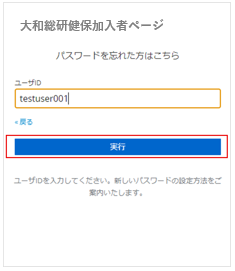 大和総研健保加入者ページ
パスワードを忘れた方はこちら
ユーザID
testuser001
« 戻る
実行
ユーザIDを入力してください。新しいパスワードの設定方法をご
案内いたします。